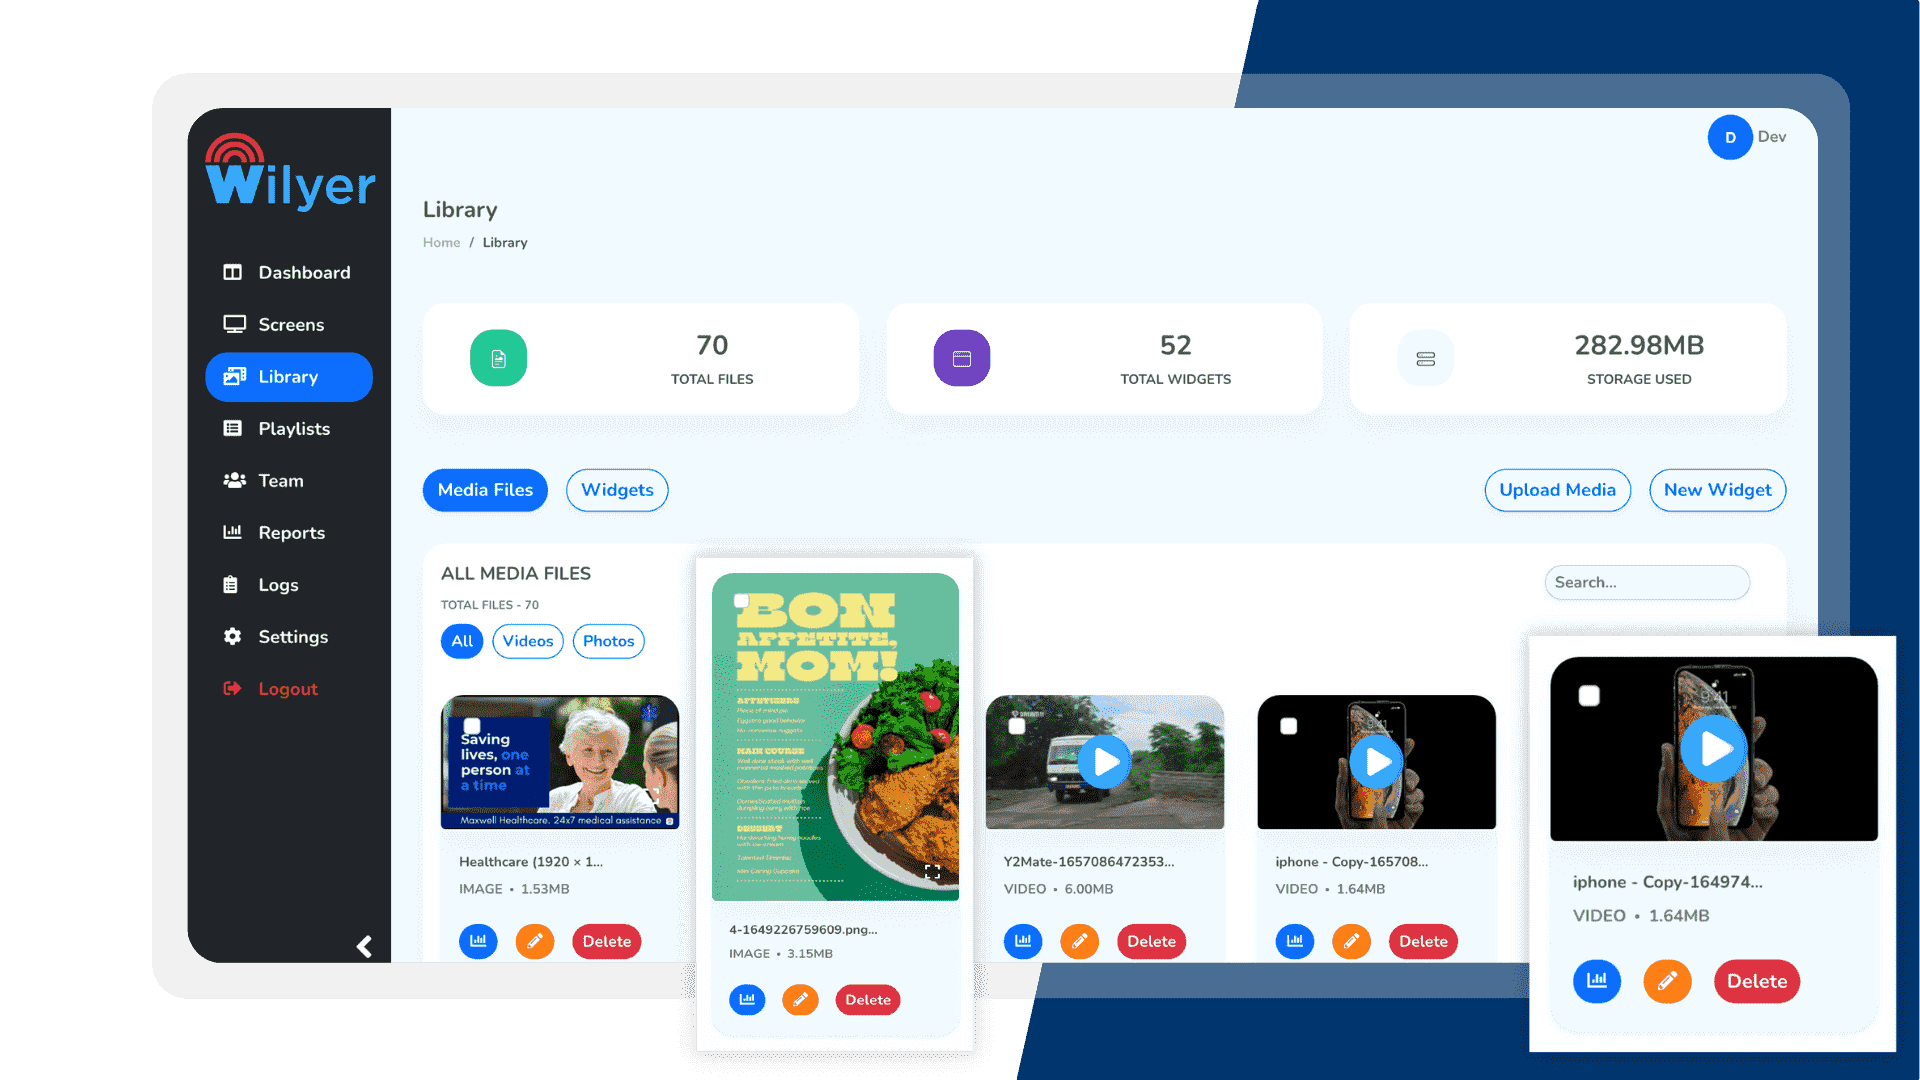 Wilyer
D Dev
Dashboard
Screens
Library
Playlists
Team
Reports
Logs
Settings
Logout
Library
Home / Library
70
TOTAL FILES
52
TOTAL WIDGETS
282.98MB
STORAGE USED
Media Files
Widgets
Upload Media
New Widget
ALL MEDIA FILES
TOTAL FILES - 70
Search...
All
Videos
Photos
Saving
lives, one
person at
a time
Maxwell Healthcare. 24x7 medical assistance
Healthcare (1920 × 1...
IMAGE • 1.53MB
Delete
BON
APPETITE,
MOM!
APPETIZERS
MAIN COURSE
DESSERT
4-1649226759609.png...
IMAGE • 3.15MB
Delete
Y2Mate-1657086472353...
VIDEO • 6.00MB
Delete
9:41
iphone - Copy-165708...
VIDEO • 1.64MB
Delete
9:41
iphone - Copy-164974...
VIDEO • 1.64MB
Delete